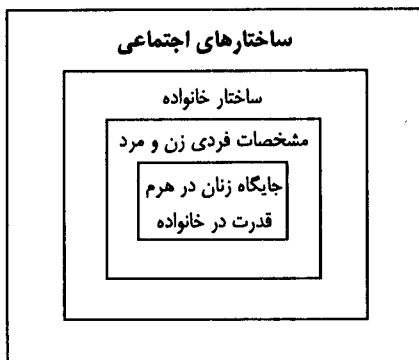 ساختارهای اجتماعی
ساختار خانواده
مشخصات فردی زن و مرد
جایگاه زنان در هرم
قدرت در خانواده